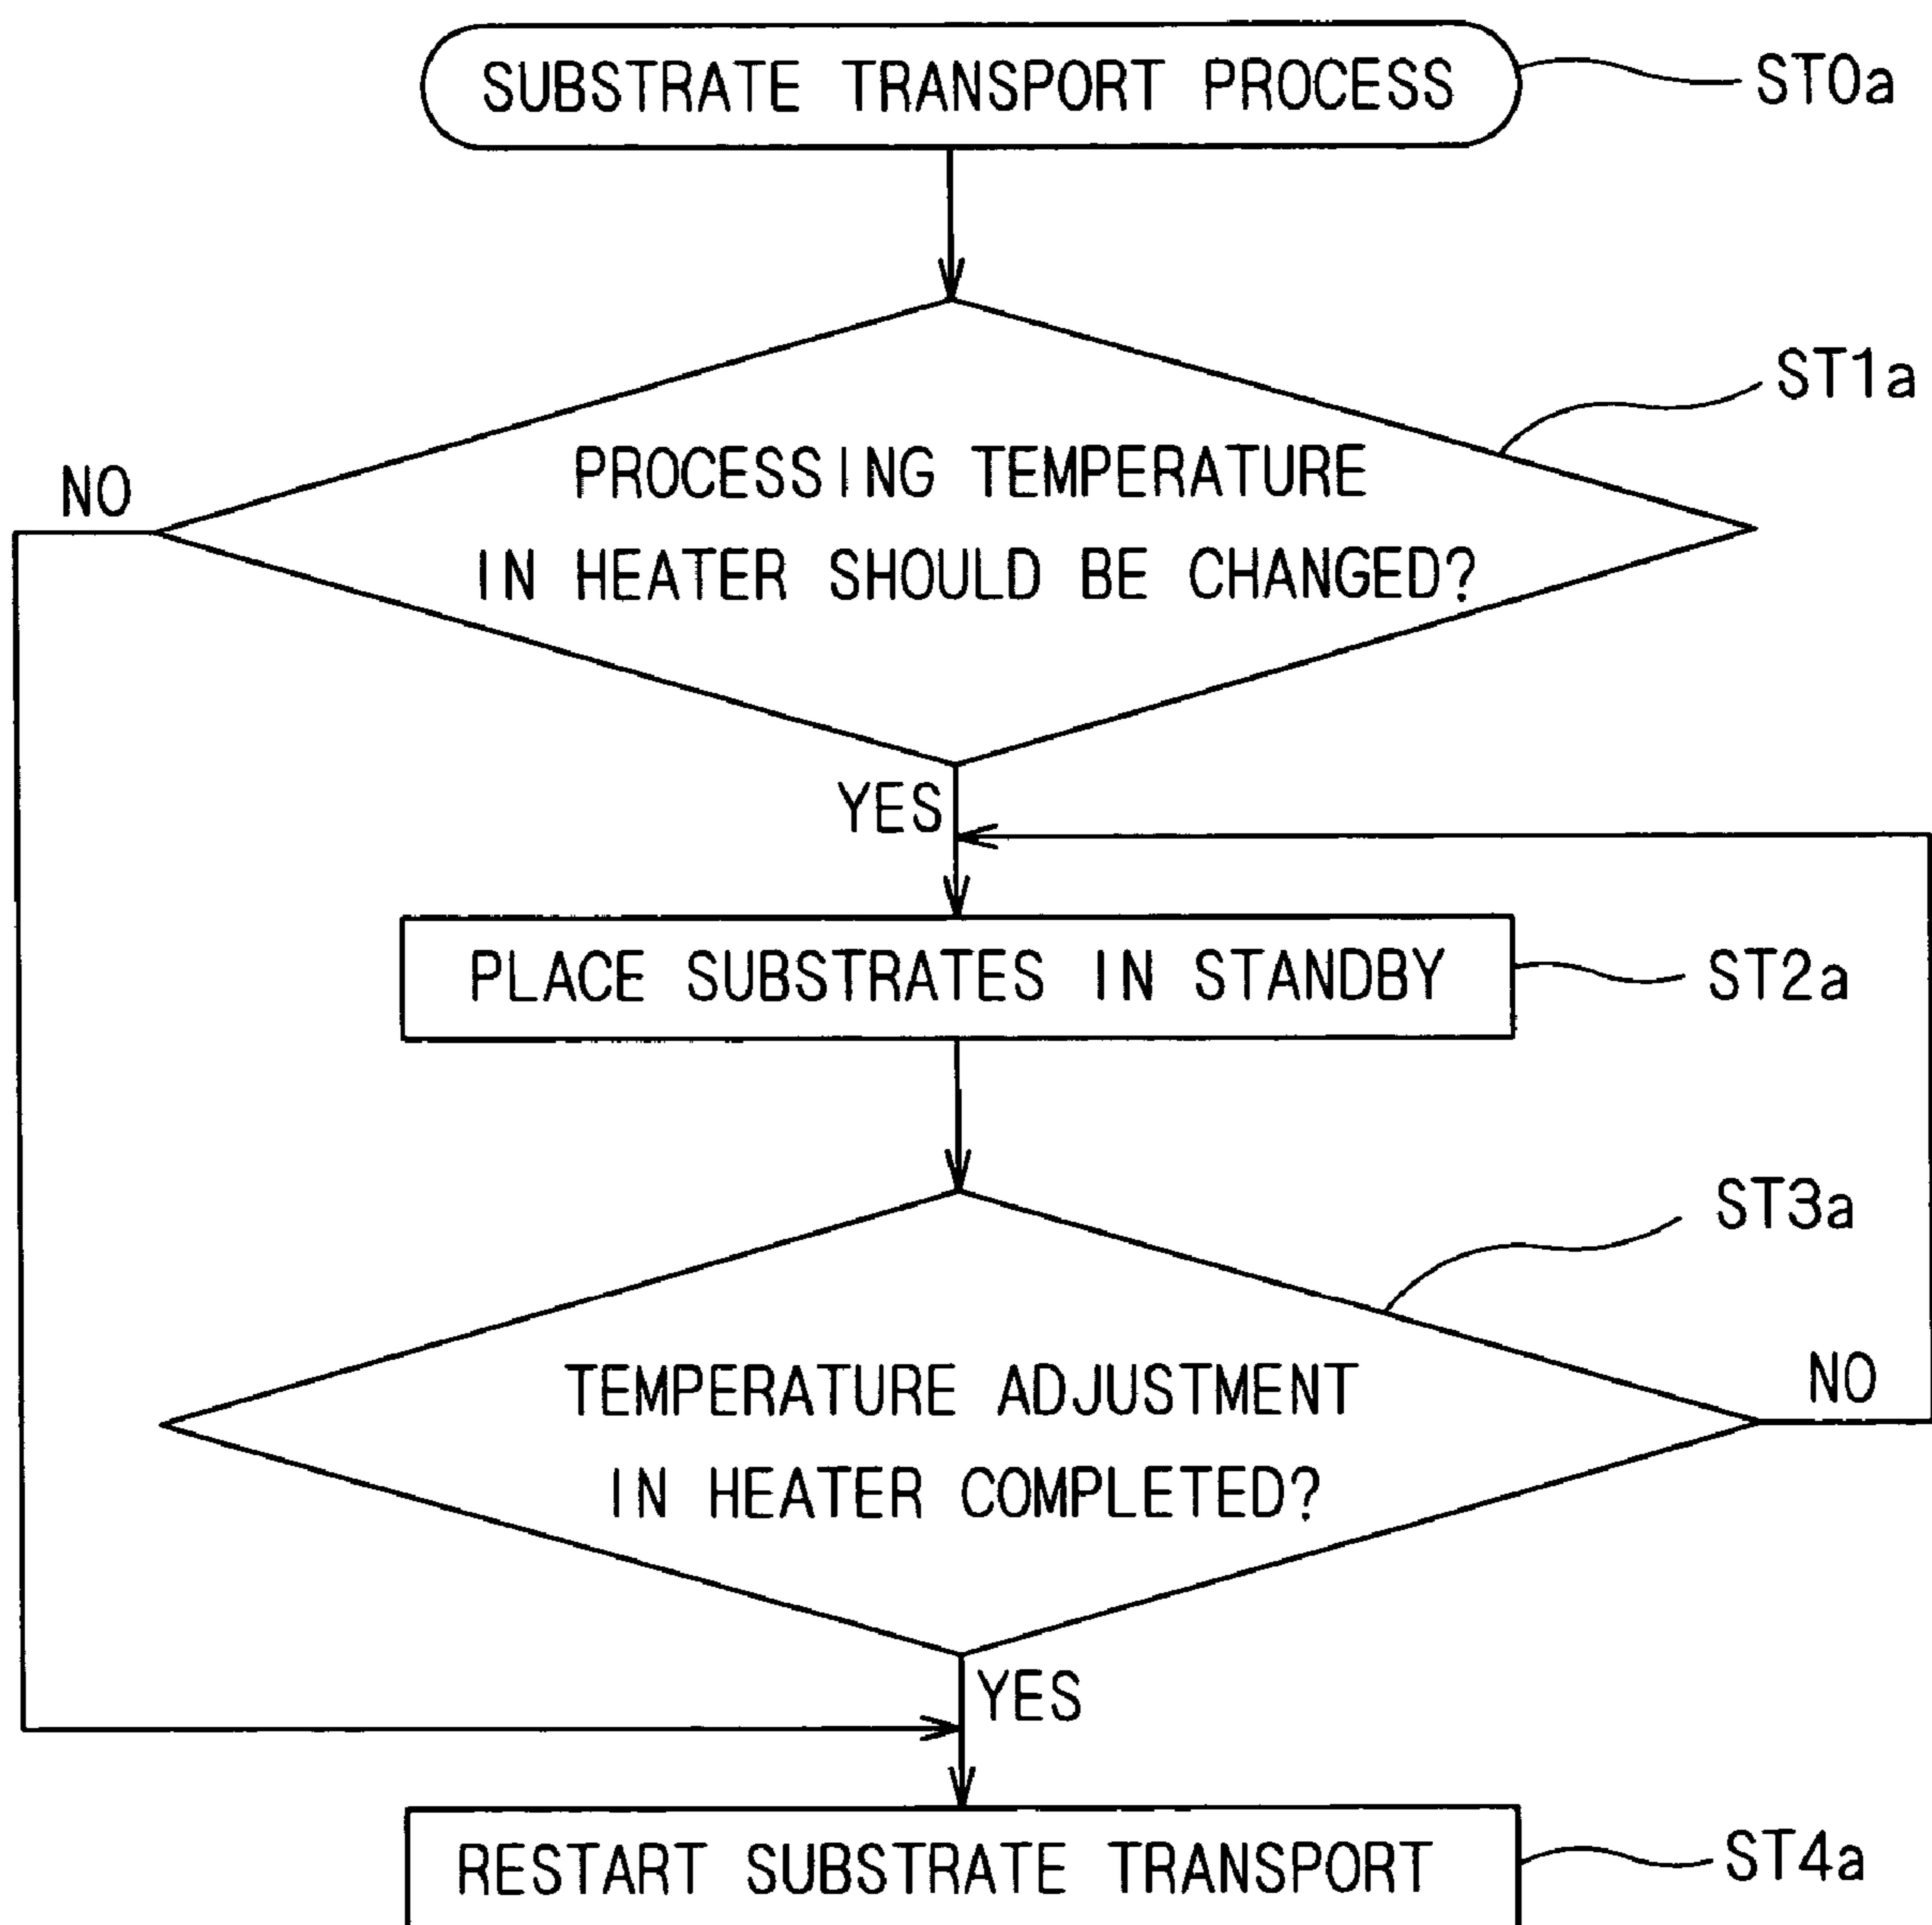 SUBSTRATE TRANSPORT PROCESS
ST0a
ST1a
PROCESSING TEMPERATURE
IN HEATER SHOULD BE CHANGED?
NO
YES
PLACE SUBSTRATES IN STANDBY
ST2a
ST3a
TEMPERATURE ADJUSTMENT
IN HEATER COMPLETED?
NO
YES
RESTART SUBSTRATE TRANSPORT
ST4a